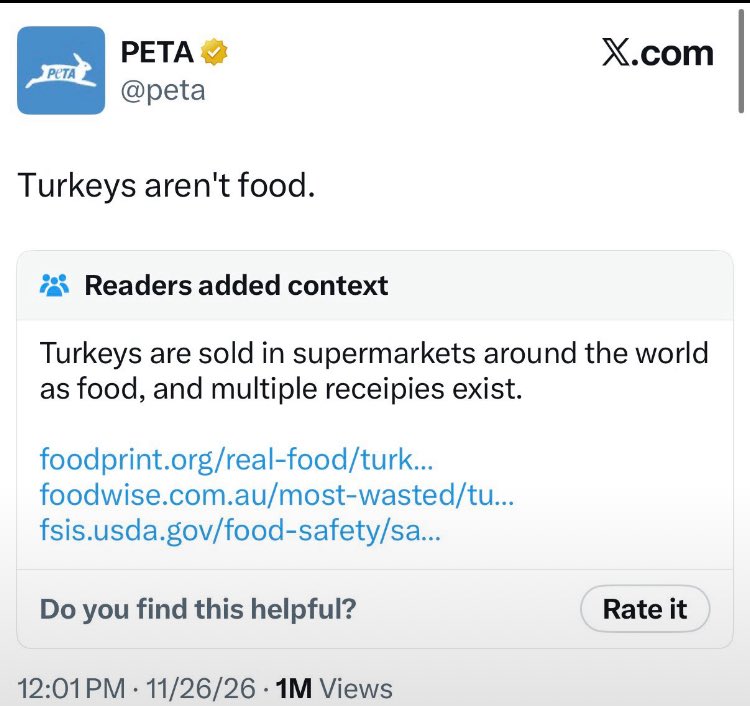 PETA
X.com
PETA
@peta
Turkeys aren't food.
Readers added context
Turkeys are sold in supermarkets around the world
as food, and multiple receipies exist.
foodprint.org/real-food/turk...
foodwise.com.au/most-wasted/tu...
fsis.usda.gov/food-safety/sa...
Do you find this helpful?
Rate it
12:01 PM · 11/26/26 · 1M Views